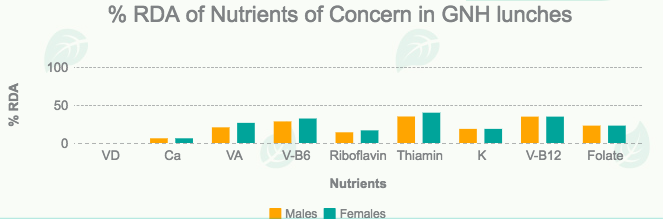 % RDA of Nutrients of Concern in GNH lunches
100
50
0
% RDA
VD Ca VA V-B6 Riboflavin Thiamin K V-B12 Folate
Nutrients
Males Females